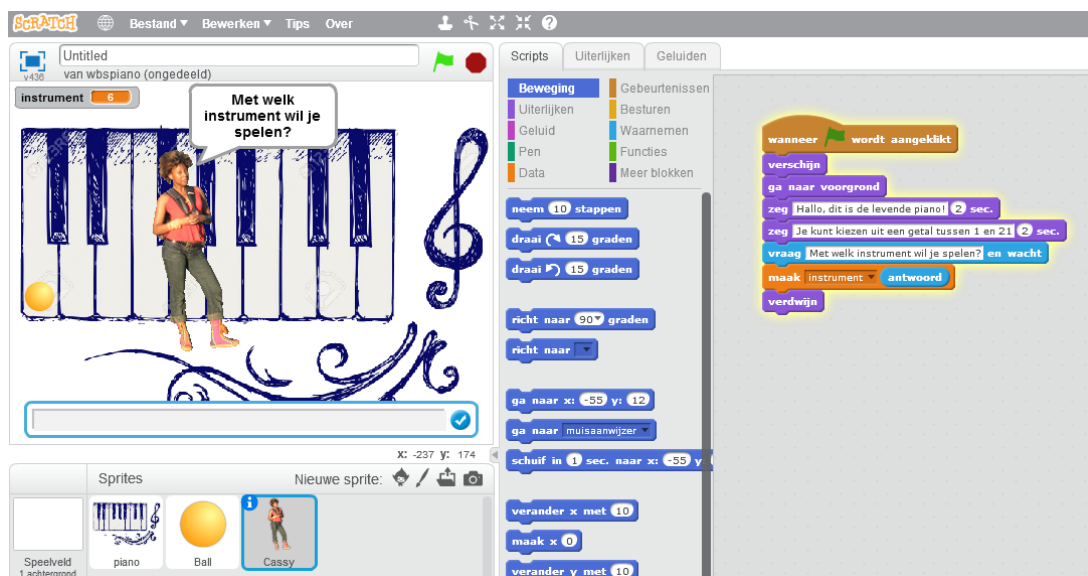 SCRATCH Bestand▼ Bewerken▼ Tips Over
v436
Untitled
van wbspiano (ongedeeld)
instrument 6
Met welk
instrument wil je
spelen?
x: -237 y: 174
Sprites
Nieuwe sprite:
Speelveld
1 achtergrond
piano
Ball
Cassy
Scripts
Uiterlijken
Geluiden
Beweging
Gebeurtenissen
Uiterlijken
Besturen
Geluid
Waarnemen
Pen
Functies
Data
Meer blokken
neem 10 stappen
draai 15 graden
draai 15 graden
richt naar 90▼ graden
richt naar ▼
ga naar x: -55 y: 12
ga naar muisaanwijzer ▼
schuif in 1 sec. naar x: -55 y
verander x met 10
maak x 0
verander y met 10
wanneer wordt aangeklikt
verschijn
ga naar voorgrond
zeg Hallo, dit is de levende piano! 2 sec.
zeg Je kunt kiezen uit een getal tussen 1 en 21 2 sec.
vraag Met welk instrument wil je spelen? en wacht
maak instrument ▼ antwoord
verdwijn